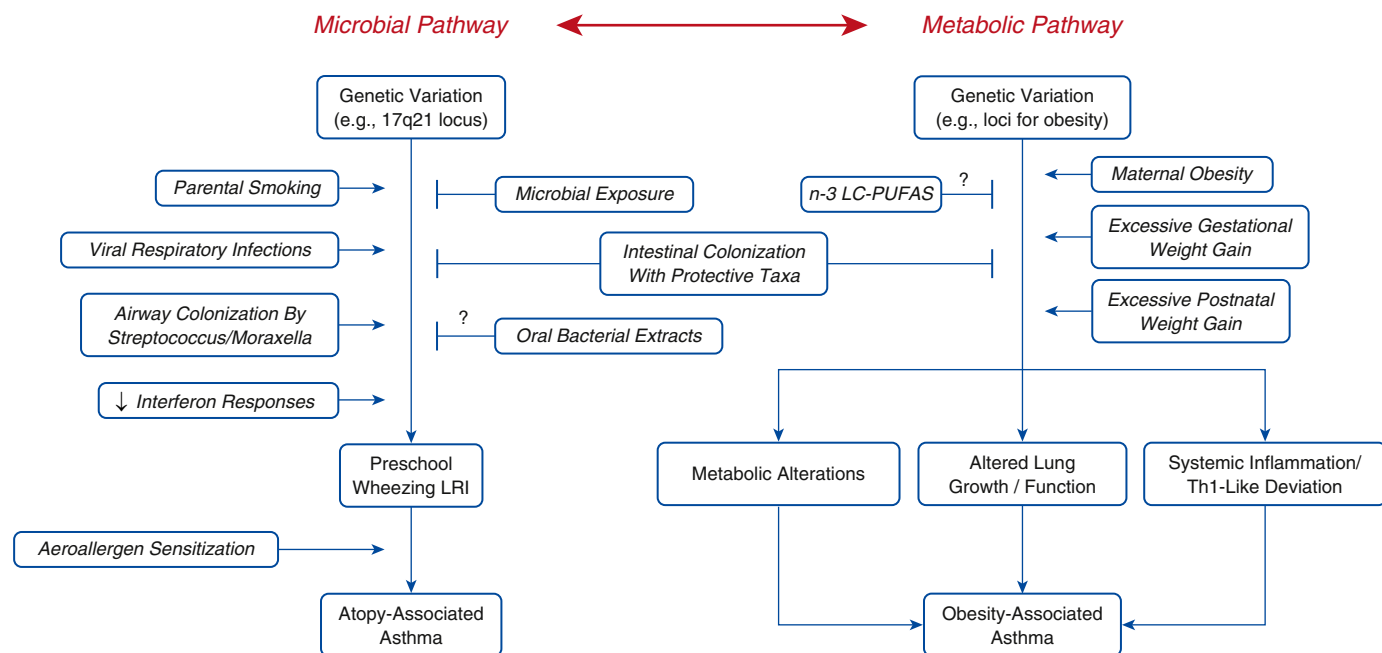 Microbial Pathway
Metabolic Pathway
Genetic Variation
(e.g., 17q21 locus)
Genetic Variation
(e.g., loci for obesity)
Parental Smoking
Microbial Exposure
n-3 LC-PUFAS
?
Maternal Obesity
Viral Respiratory Infections
Intestinal Colonization
With Protective Taxa
Excessive Gestational
Weight Gain
Airway Colonization By
Streptococcus/Moraxella
?
Oral Bacterial Extracts
Excessive Postnatal
Weight Gain
↓ Interferon Responses
Preschool
Wheezing LRI
Metabolic Alterations
Altered Lung
Growth / Function
Systemic Inflammation/
Th1-Like Deviation
Aeroallergen Sensitization
Atopy-Associated
Asthma
Obesity-Associated
Asthma